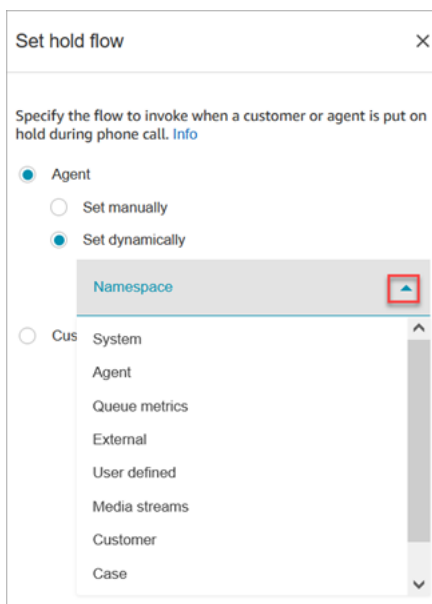 Set hold flow
Specify the flow to invoke when a customer or agent is put on
hold during phone call. Info
Agent
Set manually
Set dynamically
Namespace
Cus
System
Agent
Queue metrics
External
User defined
Media streams
Customer
Case